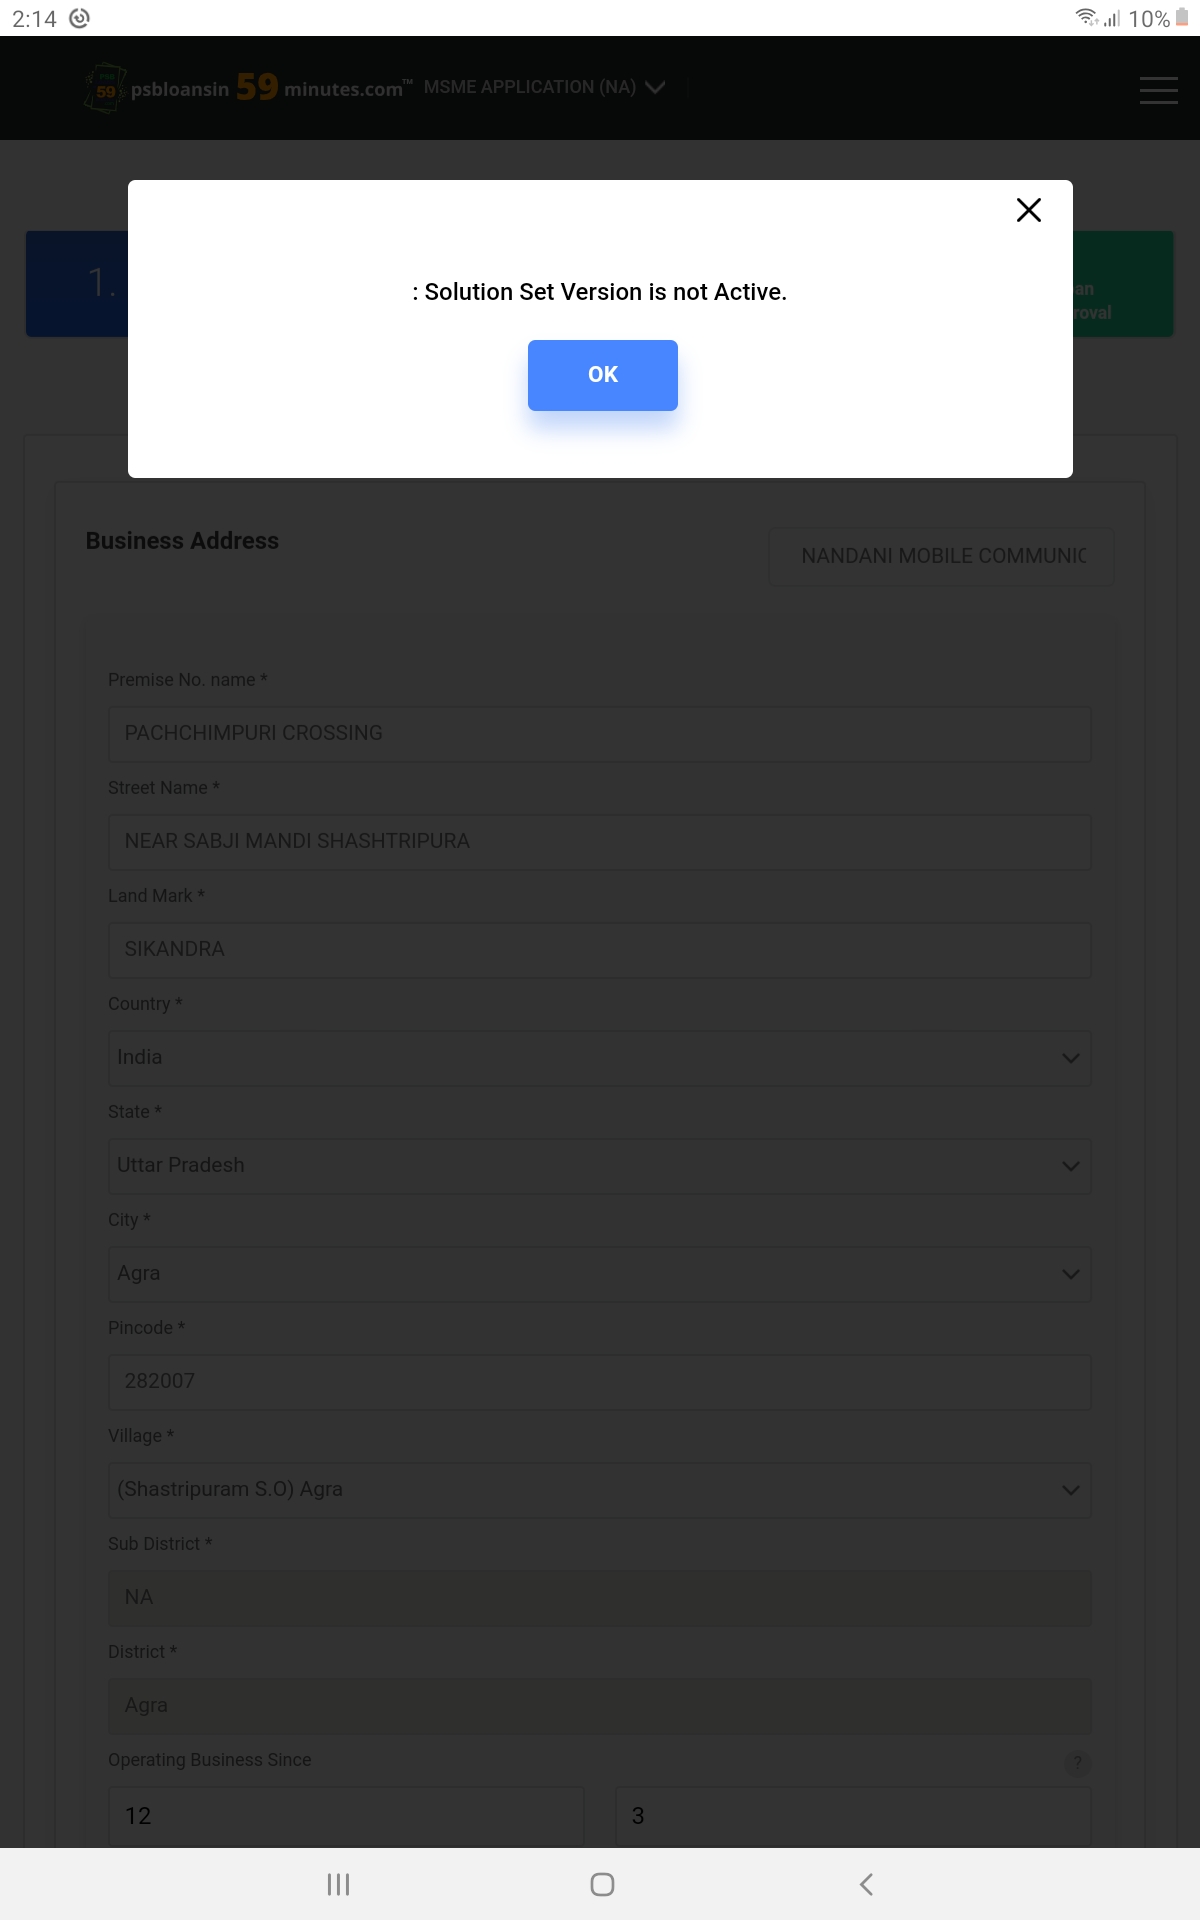 2:14
10%
PSB
59
psbloansin 59 minutes.com™ MSME APPLICATION (NA)
: Solution Set Version is not Active.
OK
1.
an
roval
Business Address
NANDANI MOBILE COMMUNIC
Premise No. name *
PACHCHIMPURI CROSSING
Street Name *
NEAR SABJI MANDI SHASHTRIPURA
Land Mark *
SIKANDRA
Country *
India
State *
Uttar Pradesh
City *
Agra
Pincode *
282007
Village *
(Shastripuram S.O) Agra
Sub District *
NA
District *
Agra
Operating Business Since
?
12
3